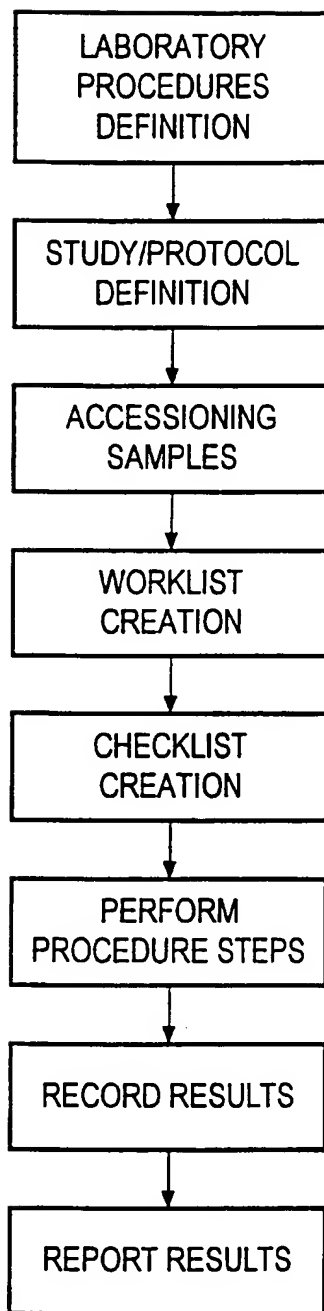 LABORATORY
PROCEDURES
DEFINITION
STUDY/PROTOCOL
DEFINITION
ACCESSIONING
SAMPLES
WORKLIST
CREATION
CHECKLIST
CREATION
PERFORM
PROCEDURE STEPS
RECORD RESULTS
REPORT RESULTS